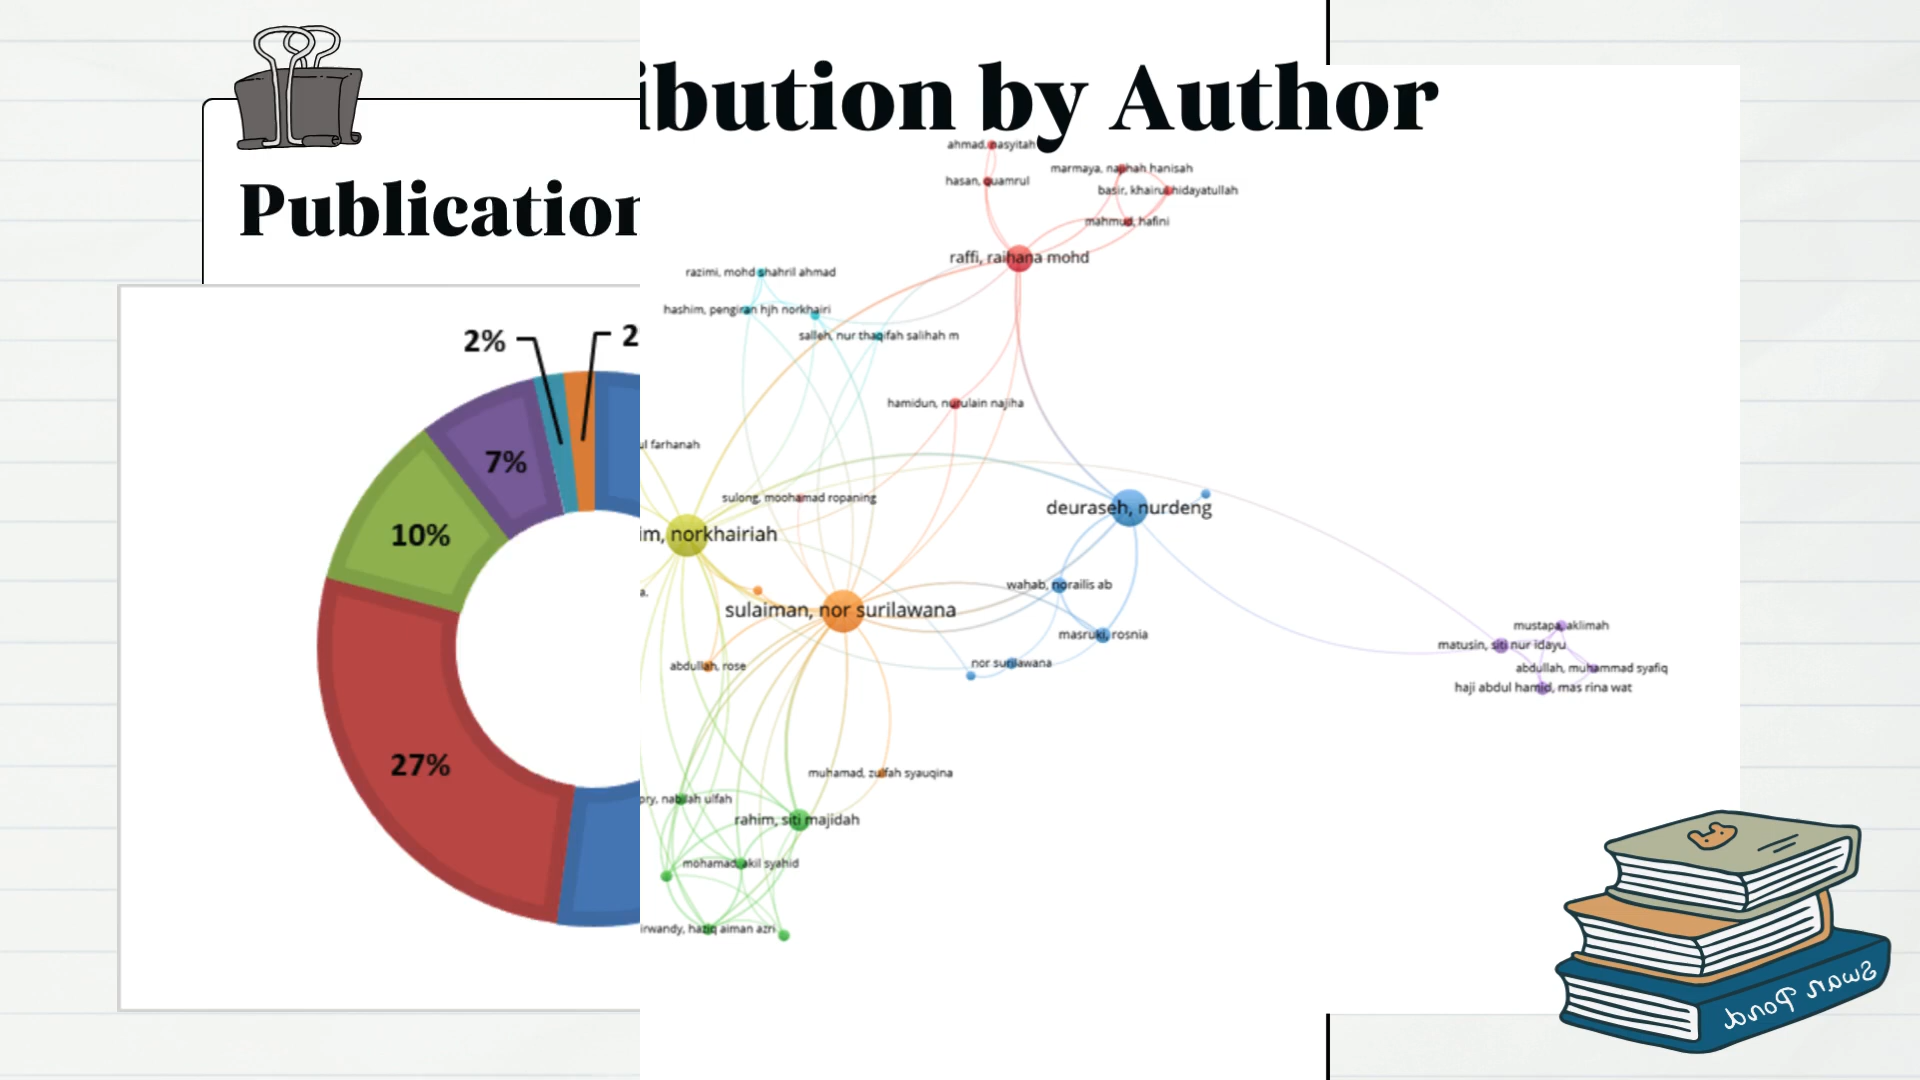 ibution by Author
Publication
2%
2
7%
10%
27%
ahmad, nasyitah
hasan, quamrul
marmaya, najihah hanisah
basir, khairul hidayatullah
mahmud, hafini
raffi, raihana mohd
razimi, mohd shahril ahmad
hashim, pengiran hjh norkhairi
salleh, nur thaqifah salihah m
hamidun, nurulain najiha
ul farhanah
sulong, moohamad ropaning
im, norkhairiah
deuraseh, nurdeng
a.
sulaiman, nor surilawana
wahab, norailis ab
masruki, rosnia
abdullah, rose
nor surilawana
mustapa, aklimah
matusin, siti nur idayu
abdullah, muhammad syafiq
haji abdul hamid, mas rina wat
muhamad, zulfah syauqina
ory, nabilah ulfah
rahim, siti majidah
mohamad, akil syahid
irwandy, haziq aiman azri
Swan Pond